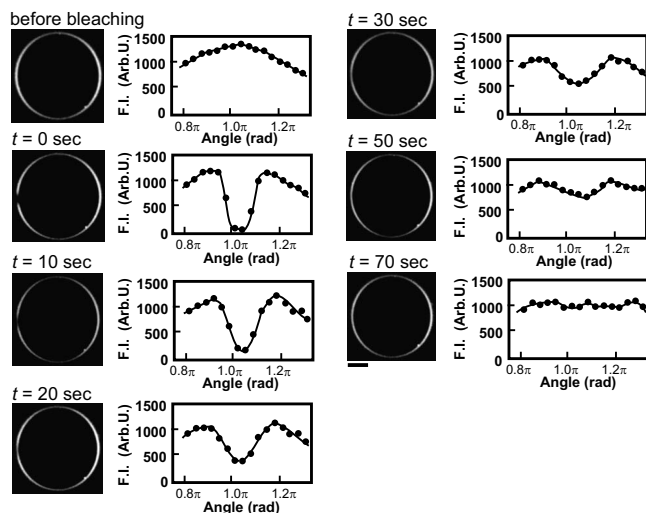 before bleaching
F.I. (Arb.U.)
1500
1000
500
0
0.8π 1.0π 1.2π
Angle (rad)
t = 0 sec
F.I. (Arb.U.)
1500
1000
500
0.8π 1.0π 1.2π
Angle (rad)
t = 10 sec
F.I. (Arb.U.)
1500
1000
500
0.8π 1.0π 1.2π
Angle (rad)
t = 20 sec
F.I. (Arb.U.)
1500
1000
500
0.8π 1.0π 1.2π
Angle (rad)
t = 30 sec
F.I. (Arb.U.)
1500
1000
500
0
0.8π 1.0π 1.2π
Angle (rad)
t = 50 sec
F.I. (Arb.U.)
1500
1000
500
0.8π 1.0π 1.2π
Angle (rad)
t = 70 sec
F.I. (Arb.U.)
1500
1000
500
0.8π 1.0π 1.2π
Angle (rad)